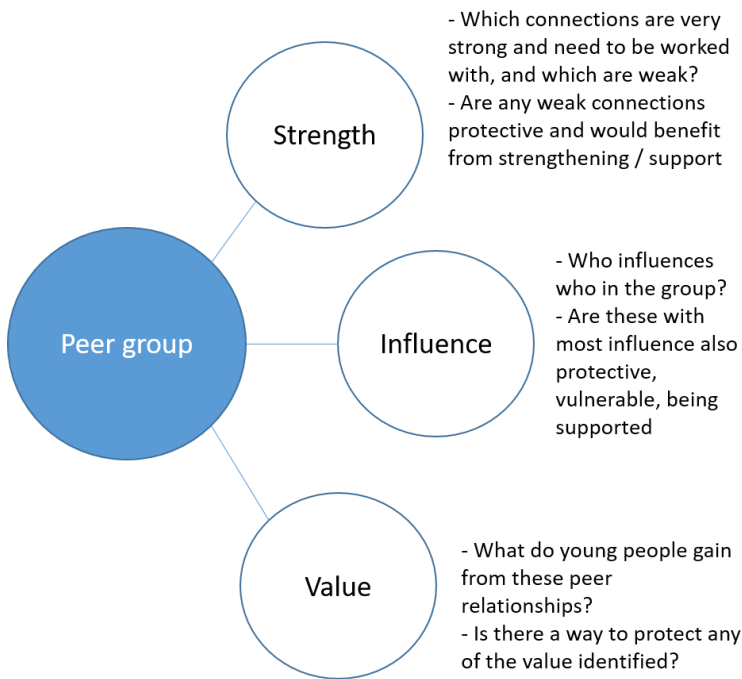 - Which connections are very
strong and need to be worked
with, and which are weak?
- Are any weak connections
protective and would benefit
from strengthening / support
Strength
- Who influences
who in the group?
- Are these with
most influence also
protective,
vulnerable, being
supported
Peer group
Influence
- What do young people gain
from these peer
relationships?
- Is there a way to protect any
of the value identified?
Value